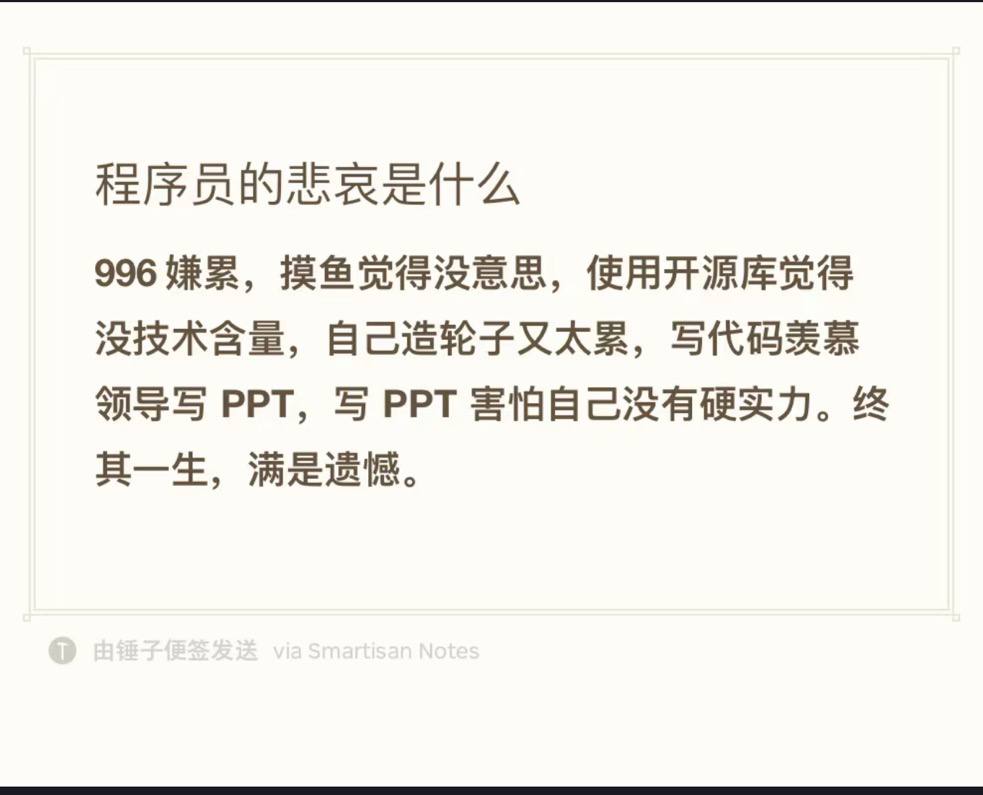 程序员的悲哀是什么
996 嫌累，摸鱼觉得没意思，使用开源库觉得
没技术含量，自己造轮子又太累，写代码羡慕
领导写 PPT，写 PPT 害怕自己没有硬实力。终
其一生，满是遗憾。
T 由锤子便签发送 via Smartisan Notes